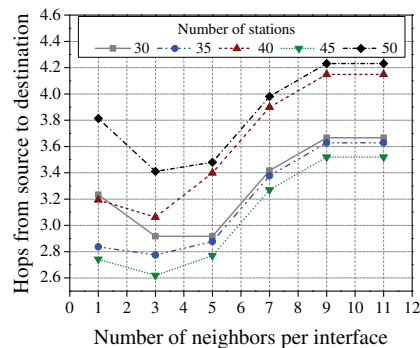 4.6
4.4
4.2
4.0
3.8
3.6
3.4
3.2
3.0
2.8
2.6
Hops from source to destination
Number of stations
30 35 40 45 50
0 1 2 3 4 5 6 7 8 9 10 11 12
Number of neighbors per interface